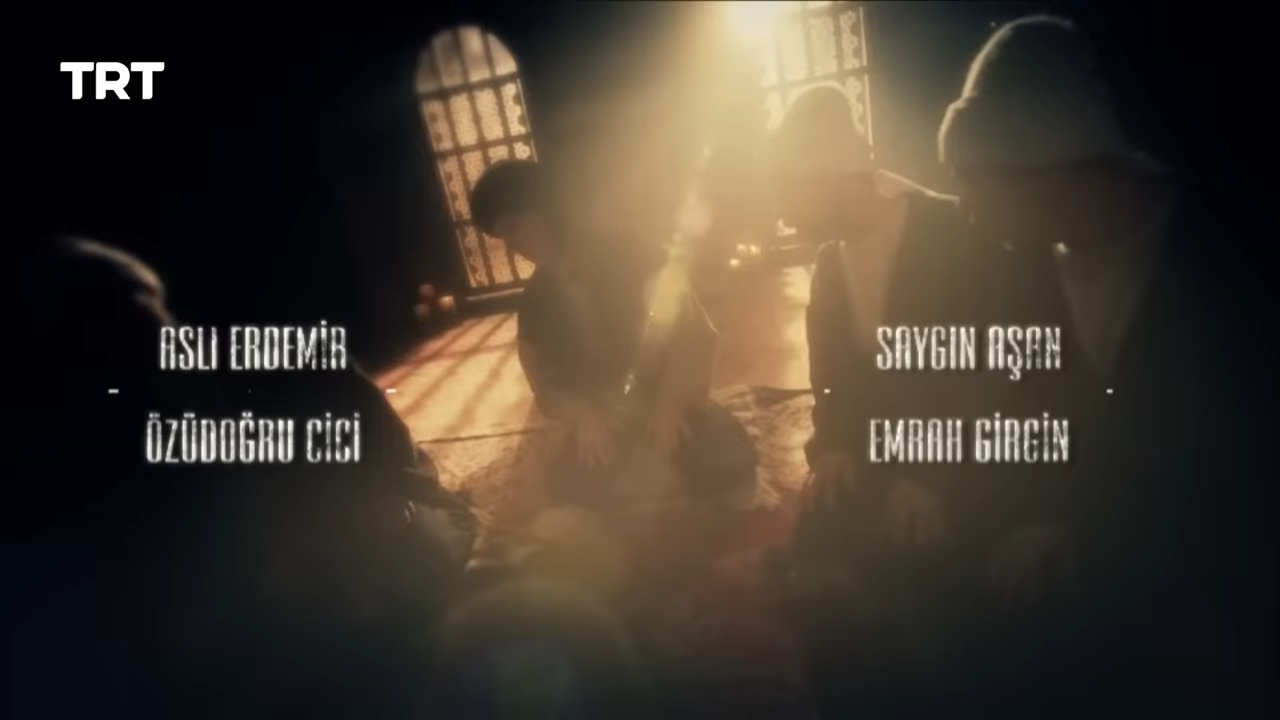 TRT
ASLI ERDEMİR
ÖZÜDOĞRU CİCİ
SAYGIN AŞAN
EMRAH GİRGİN